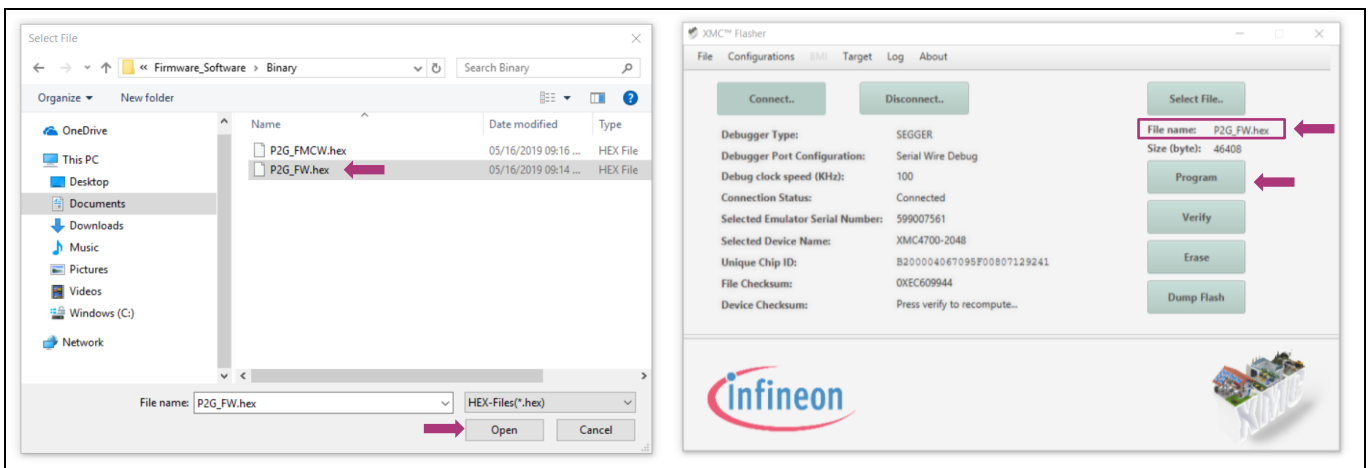 Select File
« Firmware_Software > Binary
Search Binary
Organize
New folder
OneDrive
This PC
Desktop
Documents
Downloads
Music
Pictures
Videos
Windows (C:)
Network
Name Date modified Type
P2G_FMCW.hex 05/16/2019 09:16 ... HEX File
P2G_FW.hex 05/16/2019 09:14 ... HEX File
File name: P2G_FW.hex HEX-Files(*.hex)
Open Cancel
XMC™ Flasher
File Configurations BMI Target Log About
Connect.. Disconnect.. Select File..
File name: P2G_FW.hex
Size (byte): 46408
Program
Verify
Erase
Dump Flash
Debugger Type: SEGGER
Debugger Port Configuration: Serial Wire Debug
Debug clock speed (KHz): 100
Connection Status: Connected
Selected Emulator Serial Number: 599007561
Selected Device Name: XMC4700-2048
Unique Chip ID: B200004067095F00807129241
File Checksum: 0XEC609944
Device Checksum: Press verify to recompute...
infineon
XMC